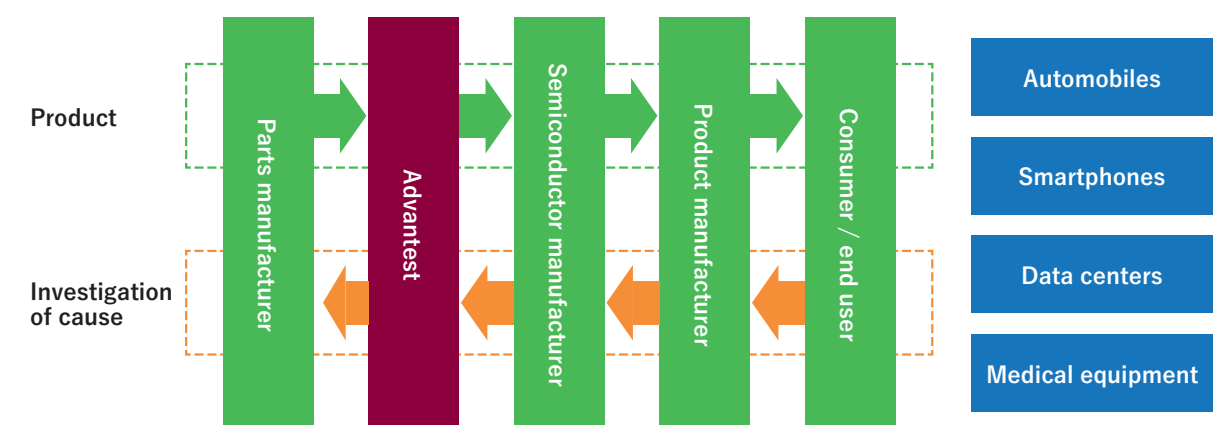 Product
Investigation
of cause
Parts manufacturer
Advantest
Semiconductor manufacturer
Product manufacturer
Consumer / end user
Automobiles
Smartphones
Data centers
Medical equipment